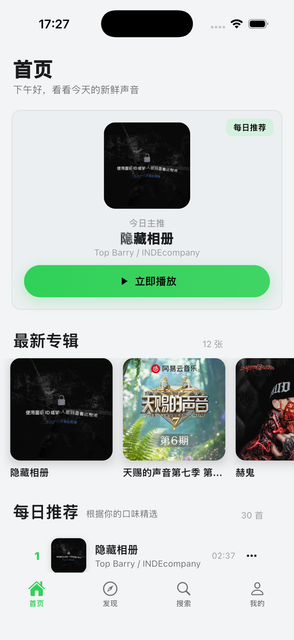 17:27
首页
下午好，看看今天的新鲜声音
每日推荐
今日主推
隐藏相册
Top Barry / INDEcompany
立即播放
最新专辑
12 张
网易云音乐
天赐的声音
第6期
隐藏相册
天赐的声音第七季 第...
赫鬼
每日推荐
根据你的口味精选
30 首
1
隐藏相册
Top Barry / INDEcompany
02:37
首页
发现
搜索
我的